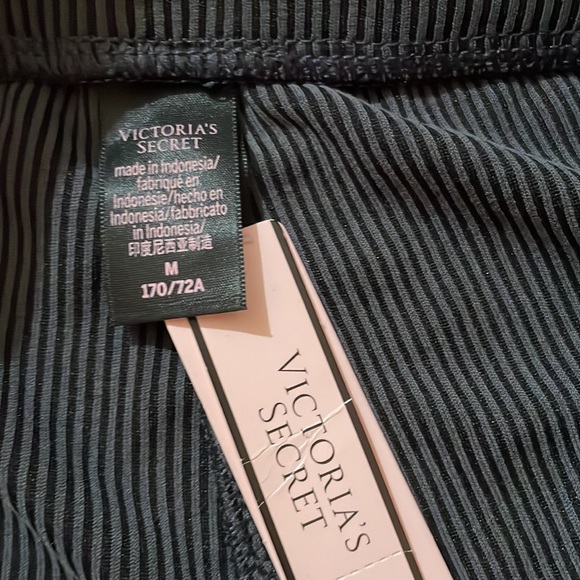 VICTORIA'S
SECRET
made in Indonesia/
fabriqué en
Indonésie/hecho en
Indonesia/fabbricato
in Indonesia/
印度尼西亚制造
M
170/72A
VICTORIA'S
SECRET